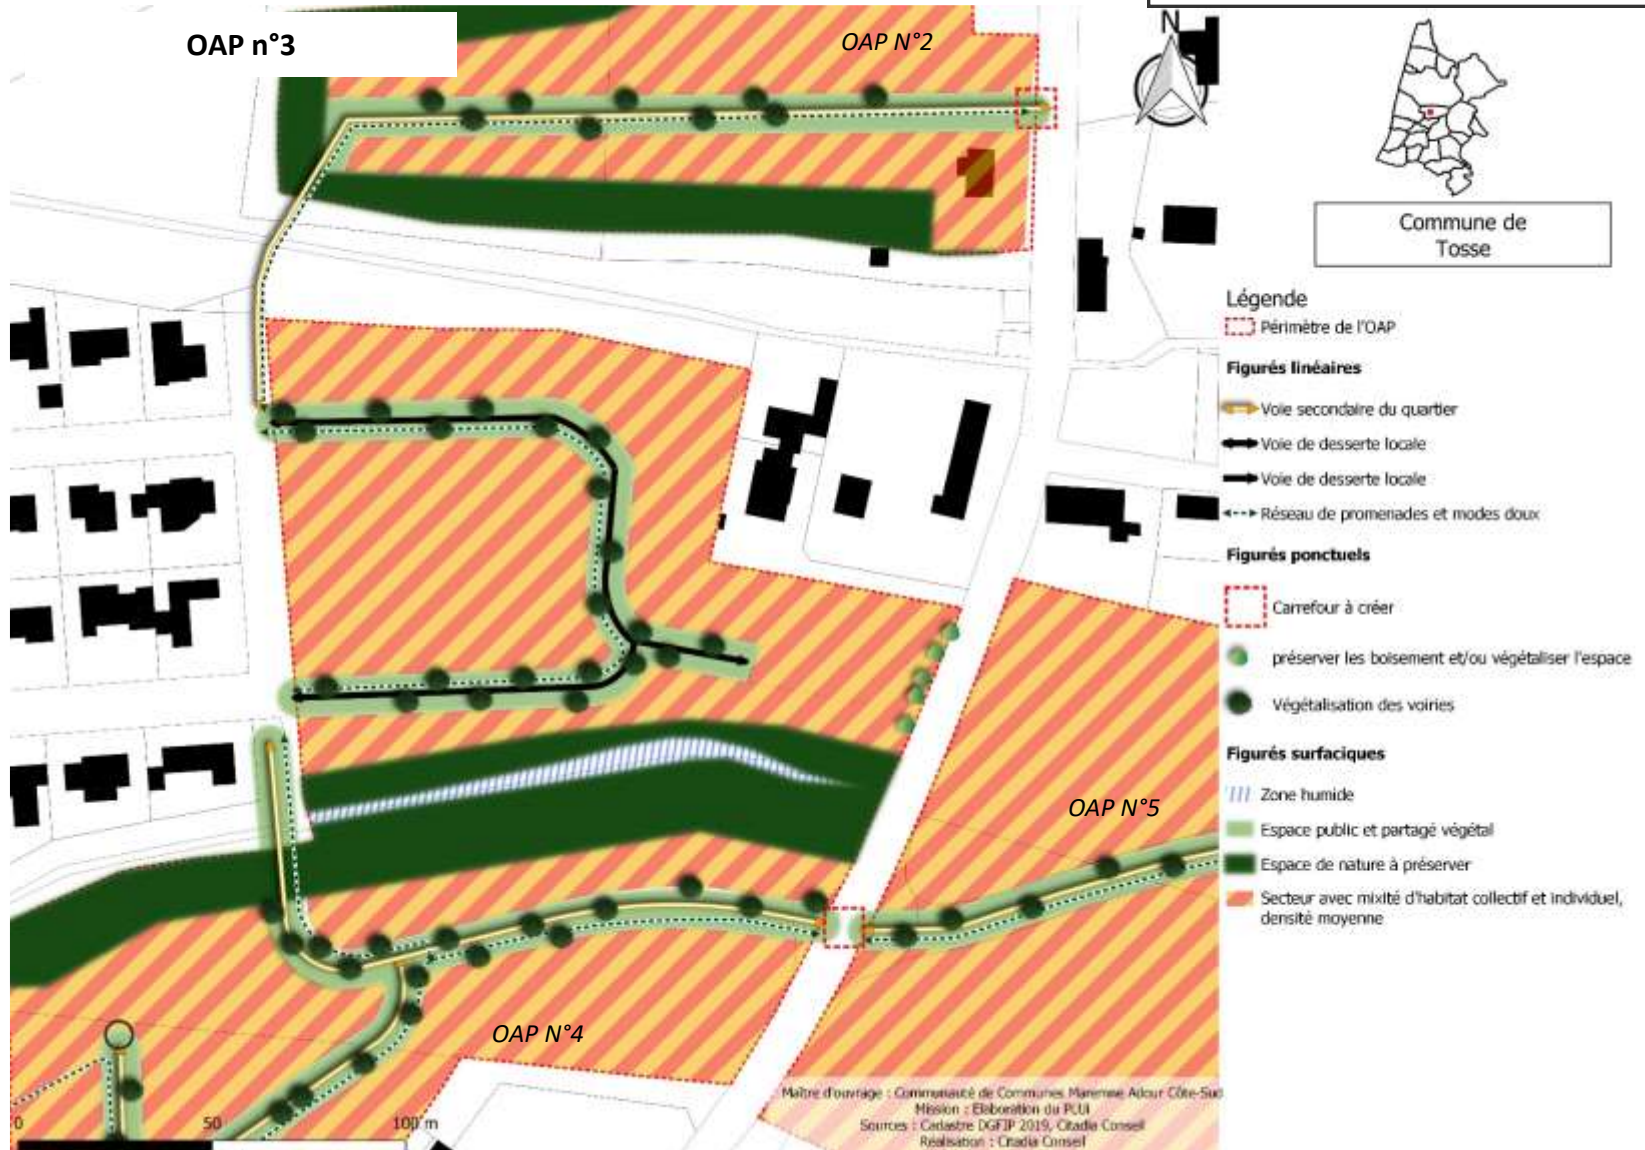 OAP n°3
OAP N°2
N
Commune de
Tosse
Légende
Périmètre de l'OAP
Figurés linéaires
Voie secondaire du quartier
Voie de desserte locale
Voie de desserte locale
Réseau de promenades et modes doux
Figurés ponctuels
Carrefour à créer
préserver les boisement et/ou végétaliser l'espace
Végétalisation des voiries
Figurés surfaciques
Zone humide
Espace public et partagé végétal
Espace de nature à préserver
Secteur avec mixité d'habitat collectif et individuel,
densité moyenne
OAP N°5
OAP N°4
0 50 100 m
Maître d'ouvrage : Communauté de Communes Maremne Adour Côte-Sud
Mission : Elaboration du PLUi
Sources : Cadastre DGFIP 2019, Citadia Conseil
Réalisation : Citadia Conseil